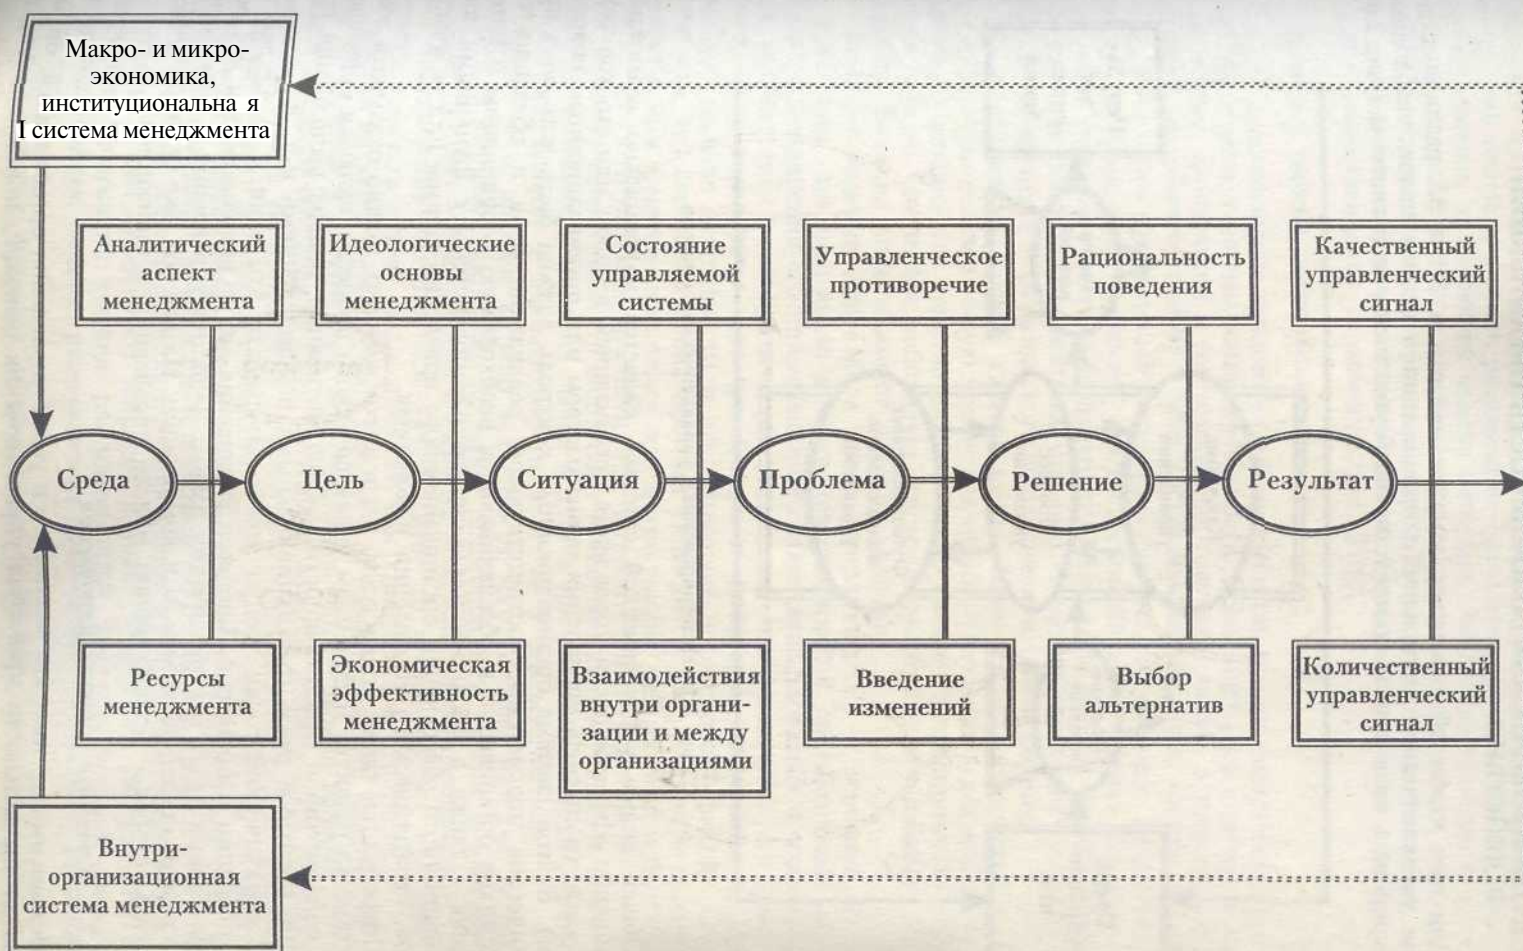 Макро- и микро-
экономика,
институциональна я
I система менеджмента
Аналитический
аспект
менеджмента
Идеологические
основы
менеджмента
Состояние
управляемой
системы
Управленческое
противоречие
Рациональность
поведения
Качественный
управленческий
сигнал
Среда
Цель
Ситуация
Проблема
Решение
Результат
Ресурсы
менеджмента
Экономическая
эффективность
менеджмента
Взаимодействия
внутри органи-
зации и между
организациями
Введение
изменений
Выбор
альтернатив
Количественный
управленческий
сигнал
Внутри-
организационная
система менеджмента